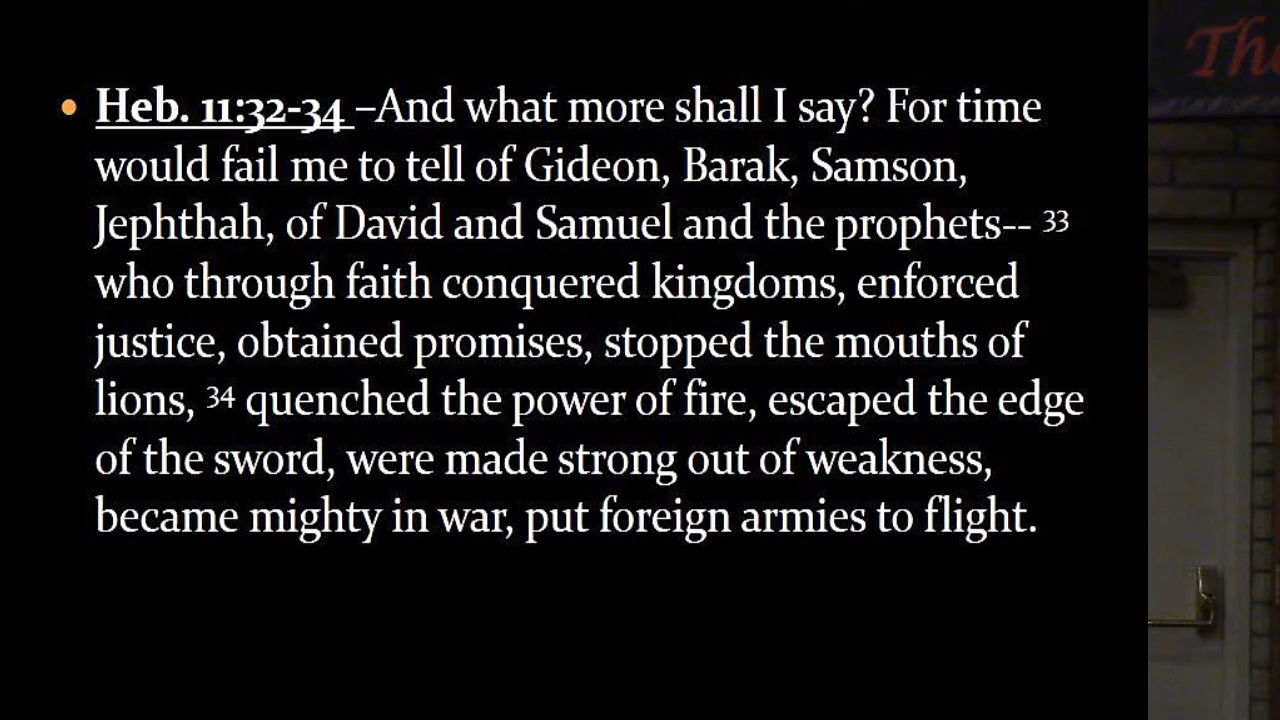 • Heb. 11:32-34 –And what more shall I say? For time
would fail me to tell of Gideon, Barak, Samson,
Jephthah, of David and Samuel and the prophets-- 33
who through faith conquered kingdoms, enforced
justice, obtained promises, stopped the mouths of
lions, 34 quenched the power of fire, escaped the edge
of the sword, were made strong out of weakness,
became mighty in war, put foreign armies to flight.